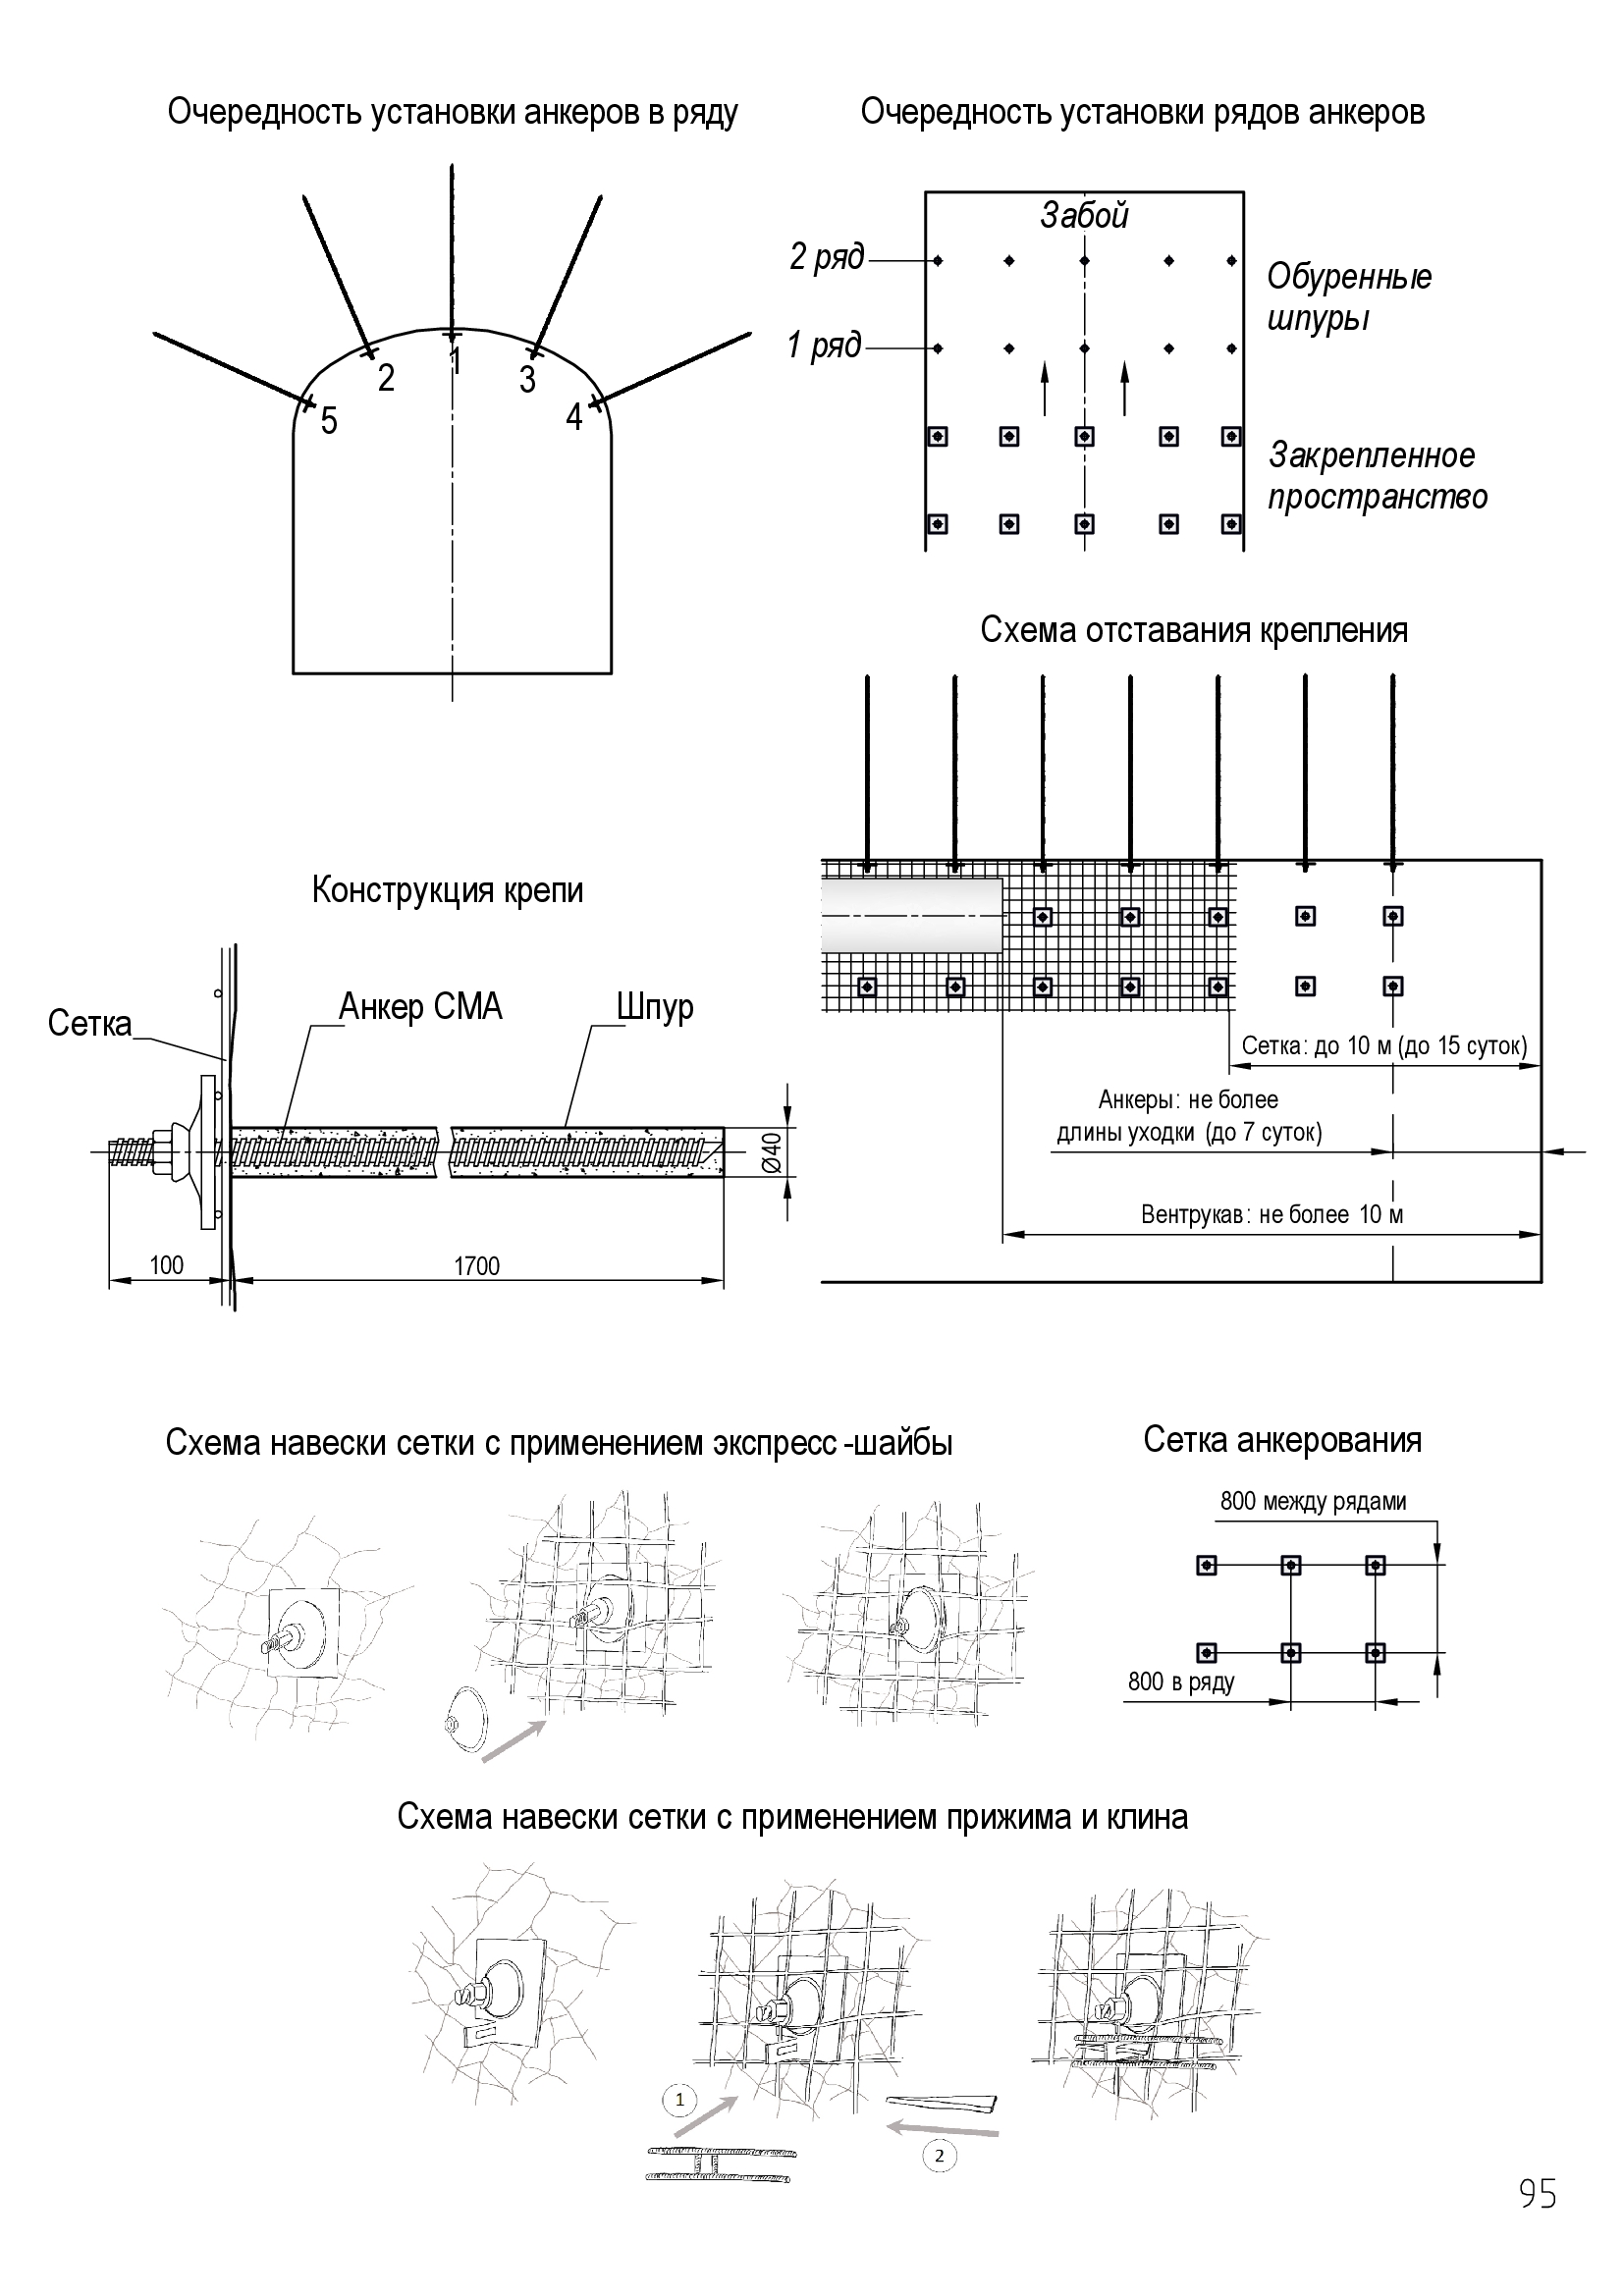 Очередность установки анкеров в ряду
1
2
3
4
5
Очередность установки рядов анкеров
Забой
2 ряд
1 ряд
Обуренные
шпуры
Закрепленное
пространство
Схема отставания крепления
Сетка: до 10 м (до 15 суток)
Анкеры: не более
длины уходки (до 7 суток)
Вентрукав: не более 10 м
Конструкция крепи
Сетка
Анкер СМА
Шпур
Ø40
100
1700
Схема навески сетки с применением экспресс-шайбы
Сетка анкерования
800 между рядами
800 в ряду
Схема навески сетки с применением прижима и клина
1
2
95